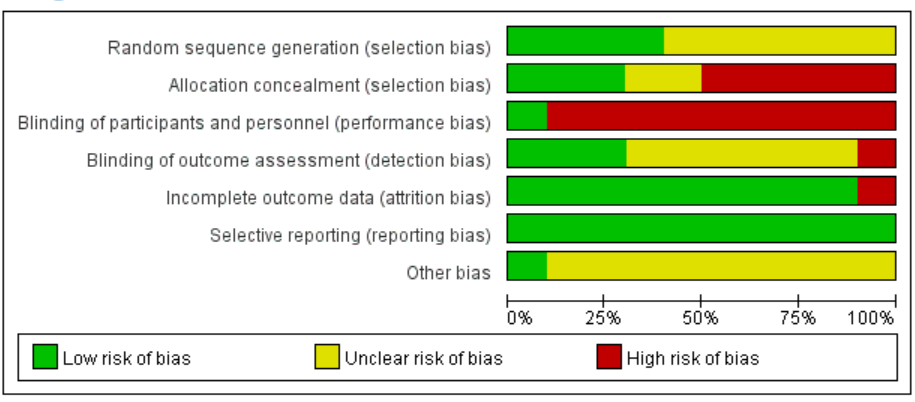 Random sequence generation (selection bias)
Allocation concealment (selection bias)
Blinding of participants and personnel (performance bias)
Blinding of outcome assessment (detection bias)
Incomplete outcome data (attrition bias)
Selective reporting (reporting bias)
Other bias
0% 25% 50% 75% 100%
Low risk of bias Unclear risk of bias High risk of bias